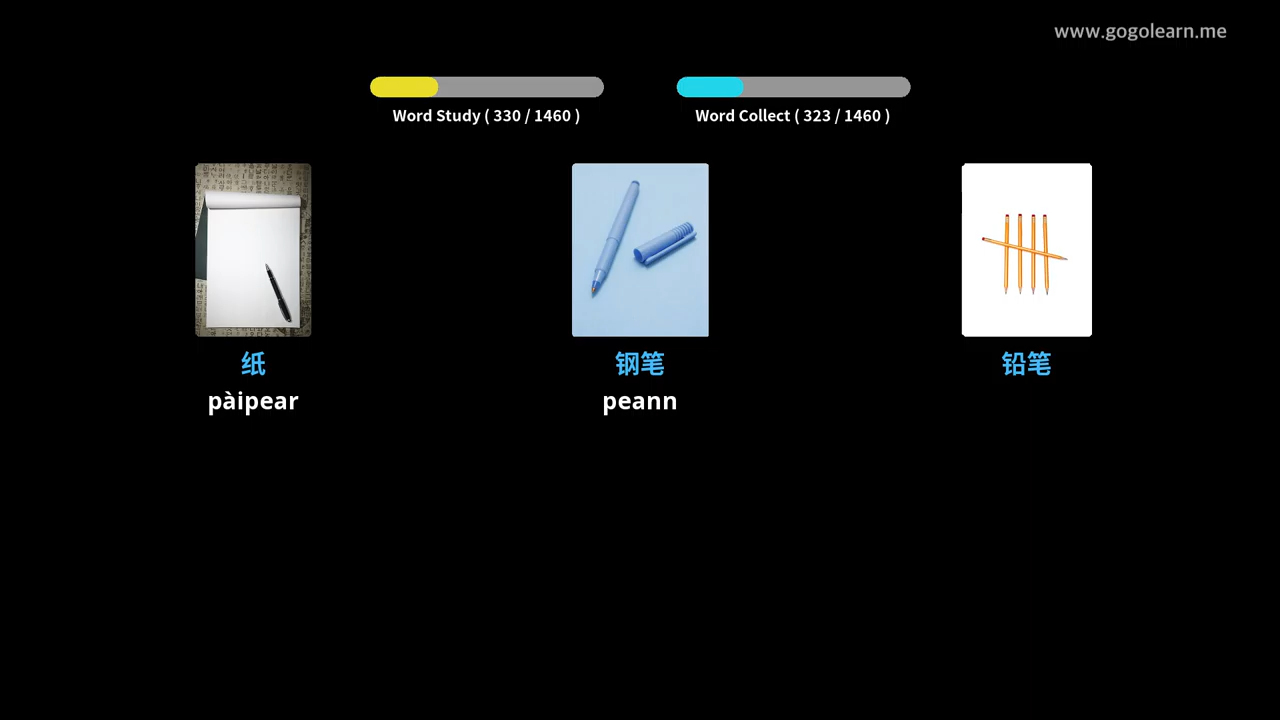 www.gogolearn.me
Word Study ( 330 / 1460 )
Word Collect ( 323 / 1460 )
纸
pàipear
钢笔
peann
铅笔